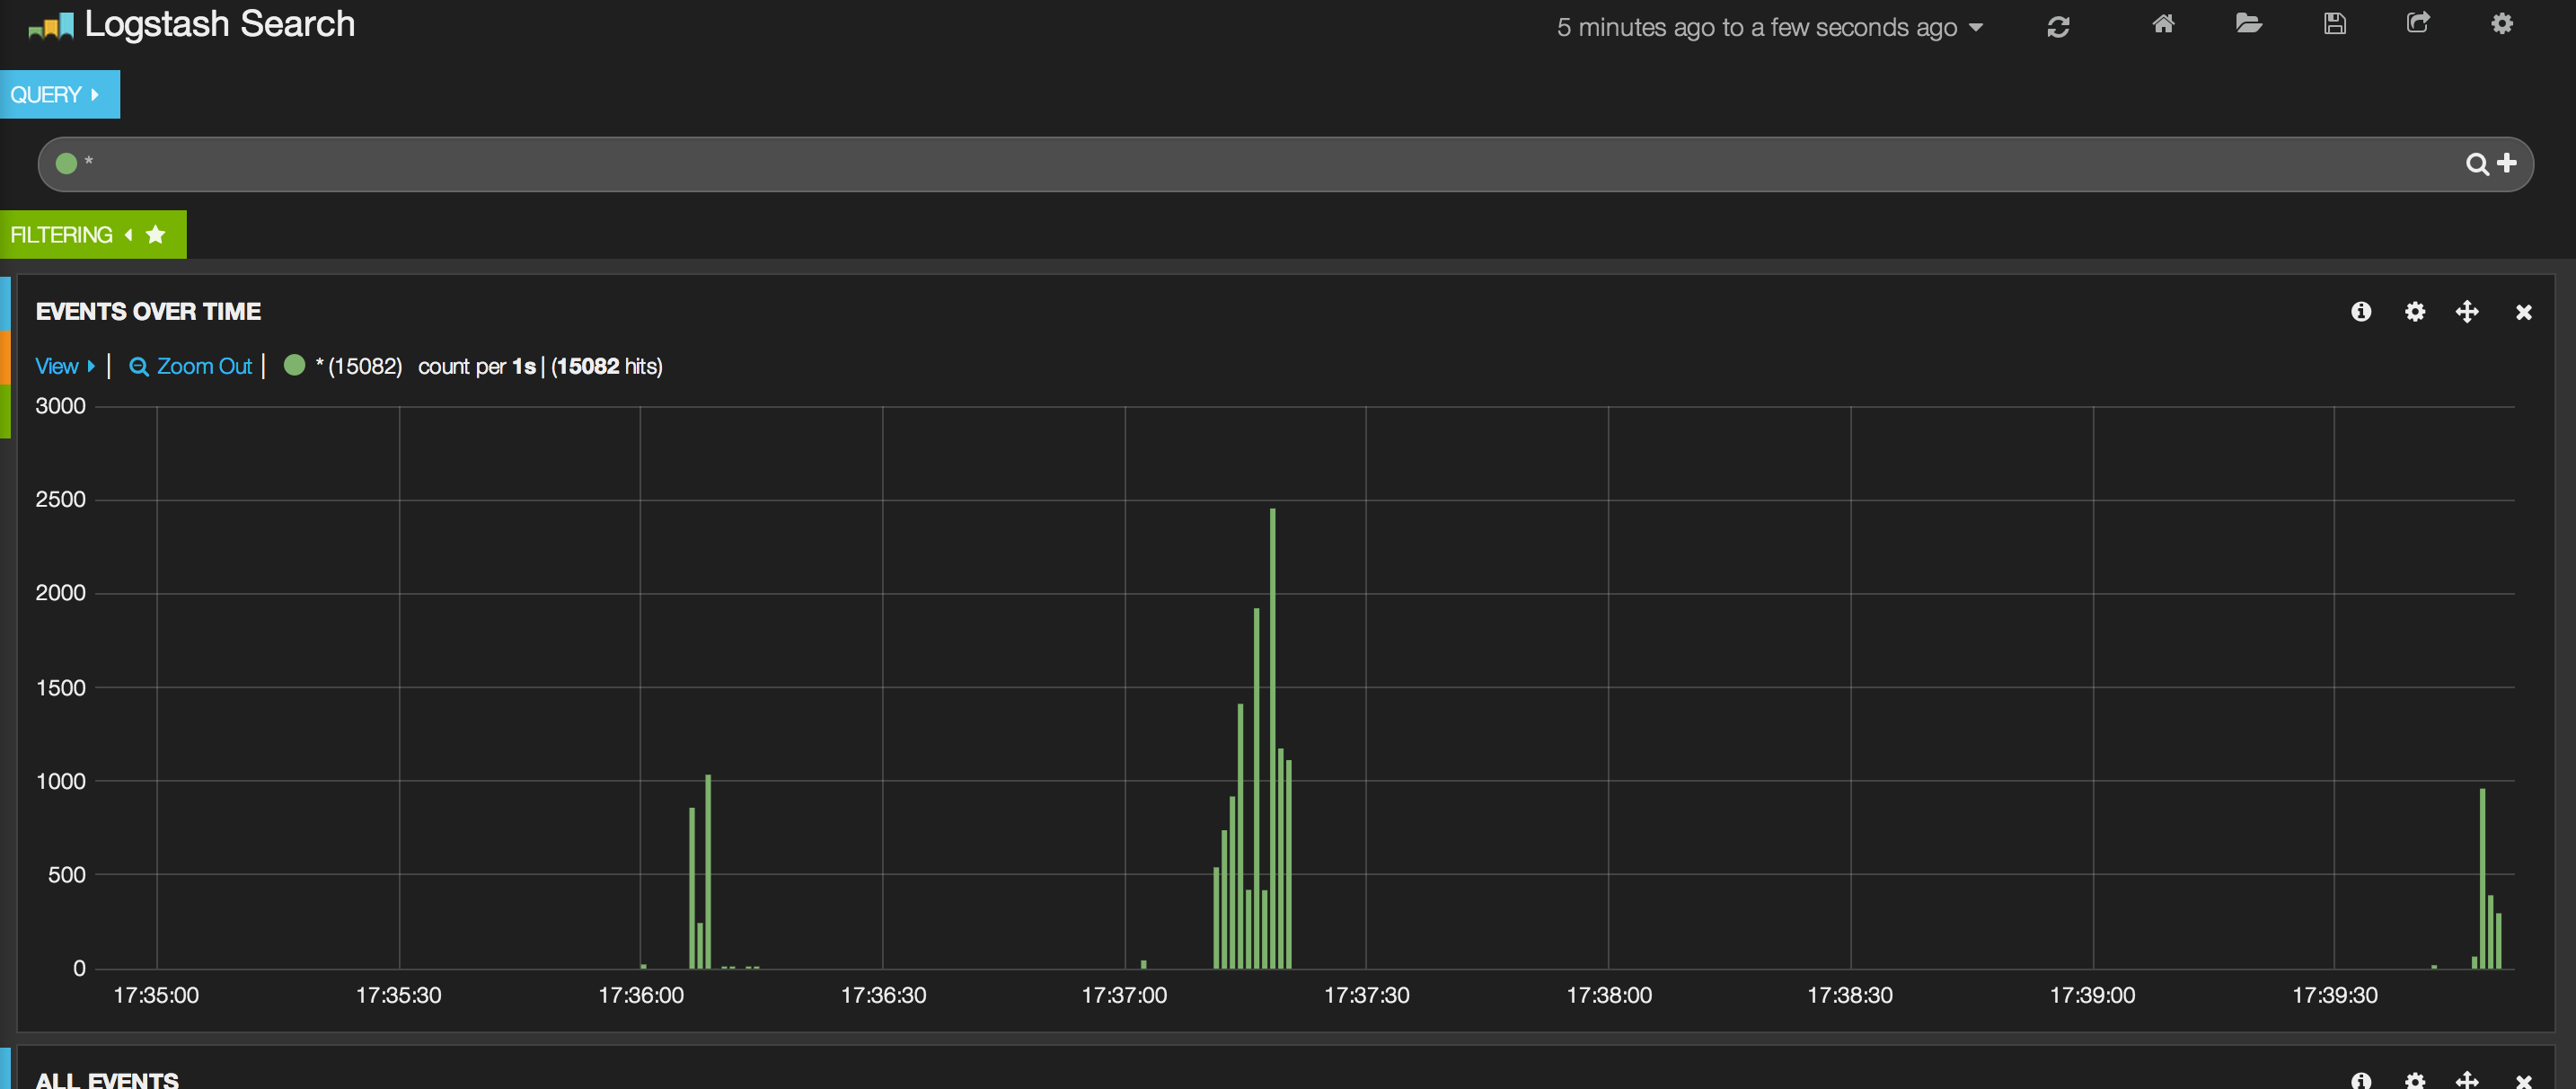 Logstash Search
5 minutes ago to a few seconds ago
QUERY
*
FILTERING
EVENTS OVER TIME
View | Zoom Out | * (15082) count per 1s | (15082 hits)
3000
2500
2000
1500
1000
500
0
17:35:00 17:35:30 17:36:00 17:36:30 17:37:00 17:37:30 17:38:00 17:38:30 17:39:00 17:39:30
ALL EVENTS